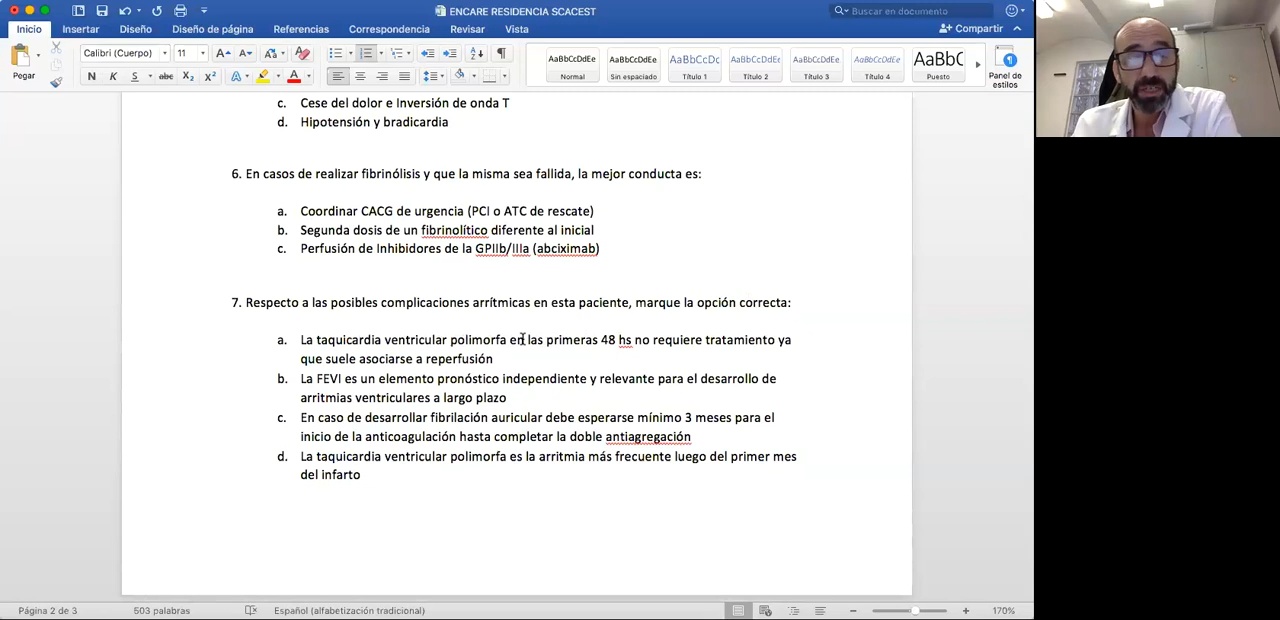 ENCARE RESIDENCIA SCACEST
Buscar en documento
Inicio
Insertar
Diseño
Diseño de página
Referencias
Correspondencia
Revisar
Vista
Compartir
Pegar
Calibri (Cuerpo)
11
N K S abc X₂ X²
AaBbCcDdEe
Normal
AaBbCcDdEe
Sin espaciado
AaBbCcDc
Título 1
AaBbCcDdEe
Título 2
AaBbCcDdEe
Título 3
AaBbCcDdEe
Título 4
AaBbC
Puesto
Panel de
estilos
c. Cese del dolor e Inversión de onda T
d. Hipotensión y bradicardia
6. En casos de realizar fibrinólisis y que la misma sea fallida, la mejor conducta es:
a. Coordinar CACG de urgencia (PCI o ATC de rescate)
b. Segunda dosis de un fibrinolítico diferente al inicial
c. Perfusión de Inhibidores de la GPIIb/IIIa (abciximab)
7. Respecto a las posibles complicaciones arrítmicas en esta paciente, marque la opción correcta:
a. La taquicardia ventricular polimorfa en las primeras 48 hs no requiere tratamiento ya
que suele asociarse a reperfusión
b. La FEVI es un elemento pronóstico independiente y relevante para el desarrollo de
arritmias ventriculares a largo plazo
c. En caso de desarrollar fibrilación auricular debe esperarse mínimo 3 meses para el
inicio de la anticoagulación hasta completar la doble antiagregación
d. La taquicardia ventricular polimorfa es la arritmia más frecuente luego del primer mes
del infarto
Página 2 de 3
503 palabras
Español (alfabetización tradicional)
170%